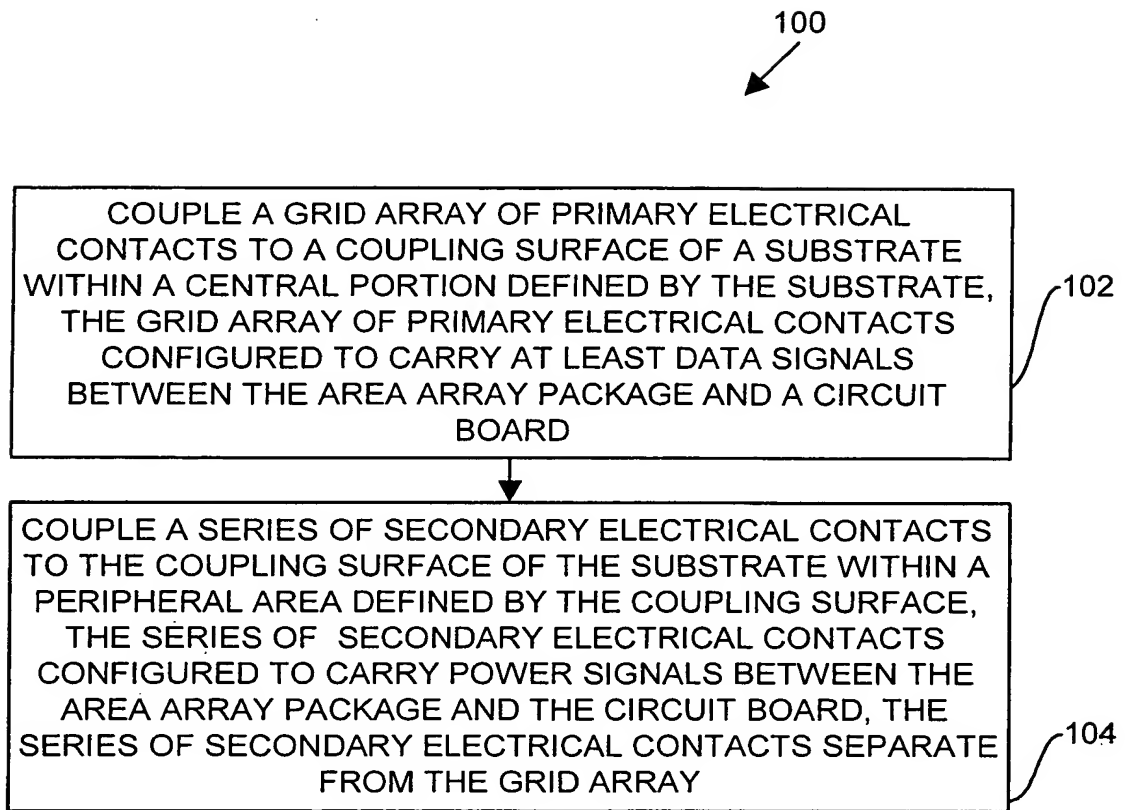 100
COUPLE A GRID ARRAY OF PRIMARY ELECTRICAL
CONTACTS TO A COUPLING SURFACE OF A SUBSTRATE
WITHIN A CENTRAL PORTION DEFINED BY THE SUBSTRATE,
THE GRID ARRAY OF PRIMARY ELECTRICAL CONTACTS
CONFIGURED TO CARRY AT LEAST DATA SIGNALS
BETWEEN THE AREA ARRAY PACKAGE AND A CIRCUIT
BOARD
102
COUPLE A SERIES OF SECONDARY ELECTRICAL CONTACTS
TO THE COUPLING SURFACE OF THE SUBSTRATE WITHIN A
PERIPHERAL AREA DEFINED BY THE COUPLING SURFACE,
THE SERIES OF SECONDARY ELECTRICAL CONTACTS
CONFIGURED TO CARRY POWER SIGNALS BETWEEN THE
AREA ARRAY PACKAGE AND THE CIRCUIT BOARD, THE
SERIES OF SECONDARY ELECTRICAL CONTACTS SEPARATE
FROM THE GRID ARRAY
104